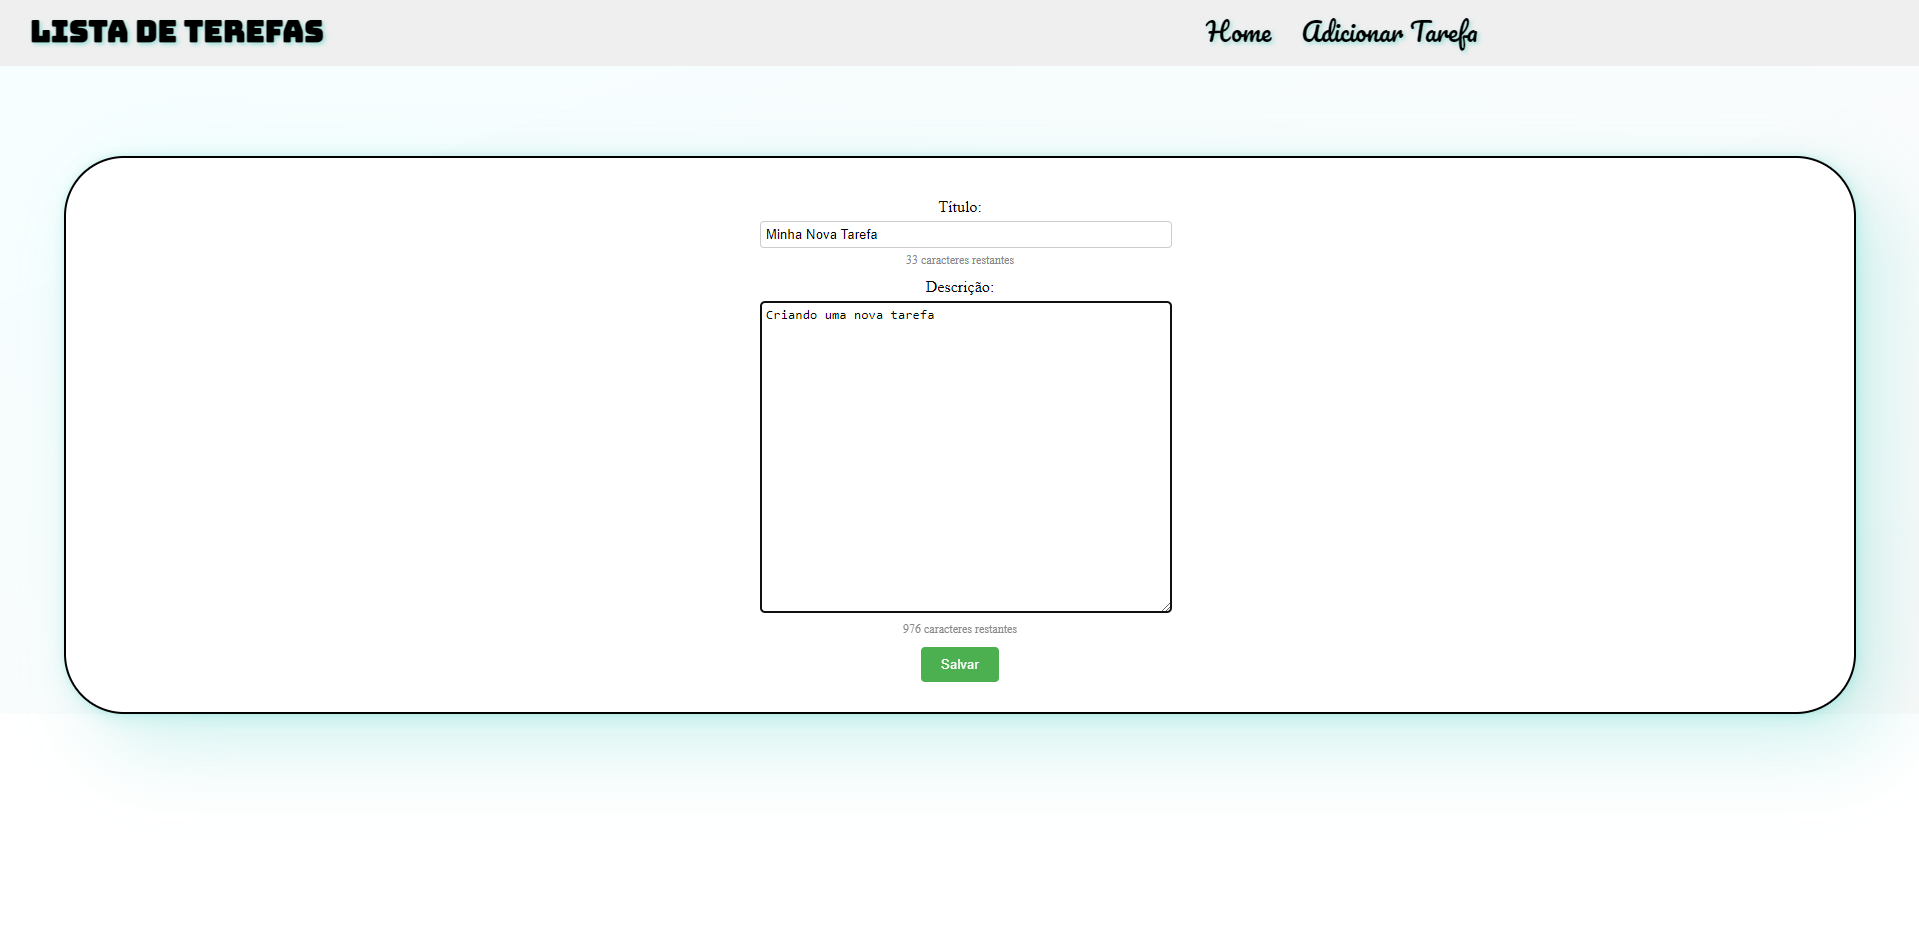 LISTA DE TEREFAS
Home Adicionar Tarefa
Título:
Minha Nova Tarefa
33 caracteres restantes
Descrição:
Criando uma nova tarefa
976 caracteres restantes
Salvar